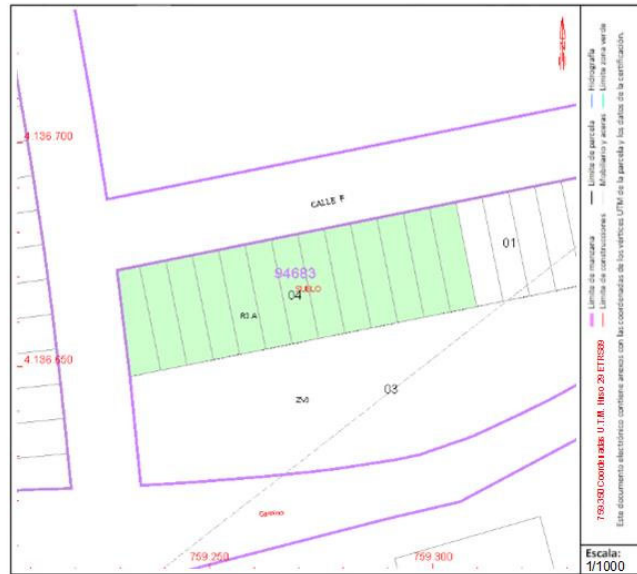 4 136 700
CALLE F
94683
01
SUELO
04
R3.A
4 136 650
03
Camino
759 250
759 300
Límite de manzana
Límite de parcela
Hidrografía
Límite de construcciones
Mobiliario y aceras
Límite zona verde
759,350 Coordenadas U.T.M. Huso 29 ETRS89
Este documento electrónico contiene anexos con las coordenadas de los vértices UTM de la parcela y los datos de la certificación.
Escala:
1/1000